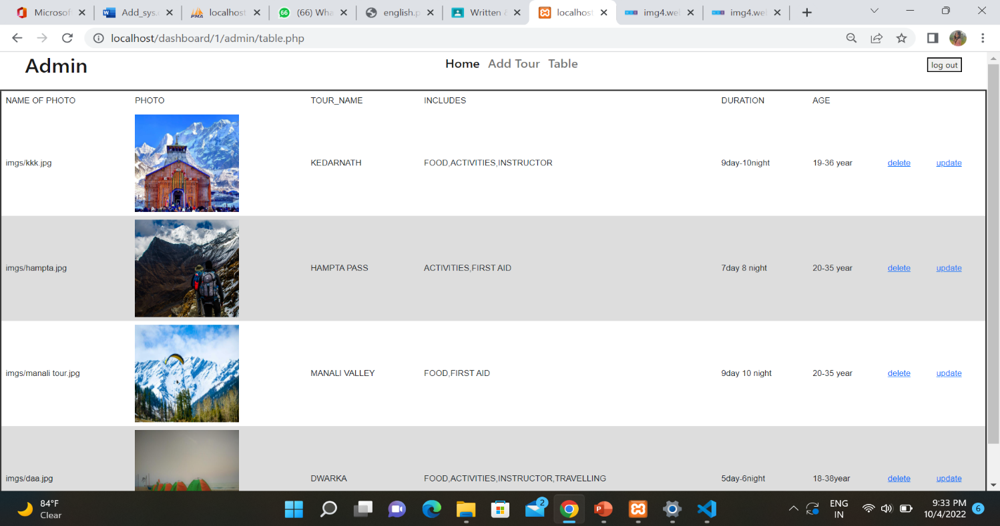 Microsoft
Add_sys.
localhost
(66) Wha
english.p
Written &
localhost
img4.we
img4.we
localhost/dashboard/1/admin/table.php
Admin
Home Add Tour Table
log out
NAME OF PHOTO PHOTO TOUR_NAME INCLUDES DURATION AGE
imgs/kkk.jpg KEDARNATH FOOD,ACTIVITIES,INSTRUCTOR 9day-10night 19-36 year delete update
imgs/hampta.jpg HAMPTA PASS ACTIVITIES,FIRST AID 7day 8 night 20-35 year delete update
imgs/manali tour.jpg MANALI VALLEY FOOD,FIRST AID 9day 10 night 20-35 year delete update
imgs/daa.jpg DWARKA FOOD,ACTIVITIES,INSTRUCTOR,TRAVELLING 5day-6night 18-38year delete update
84°F
Clear
2
ENG
IN
9:33 PM
10/4/2022
6